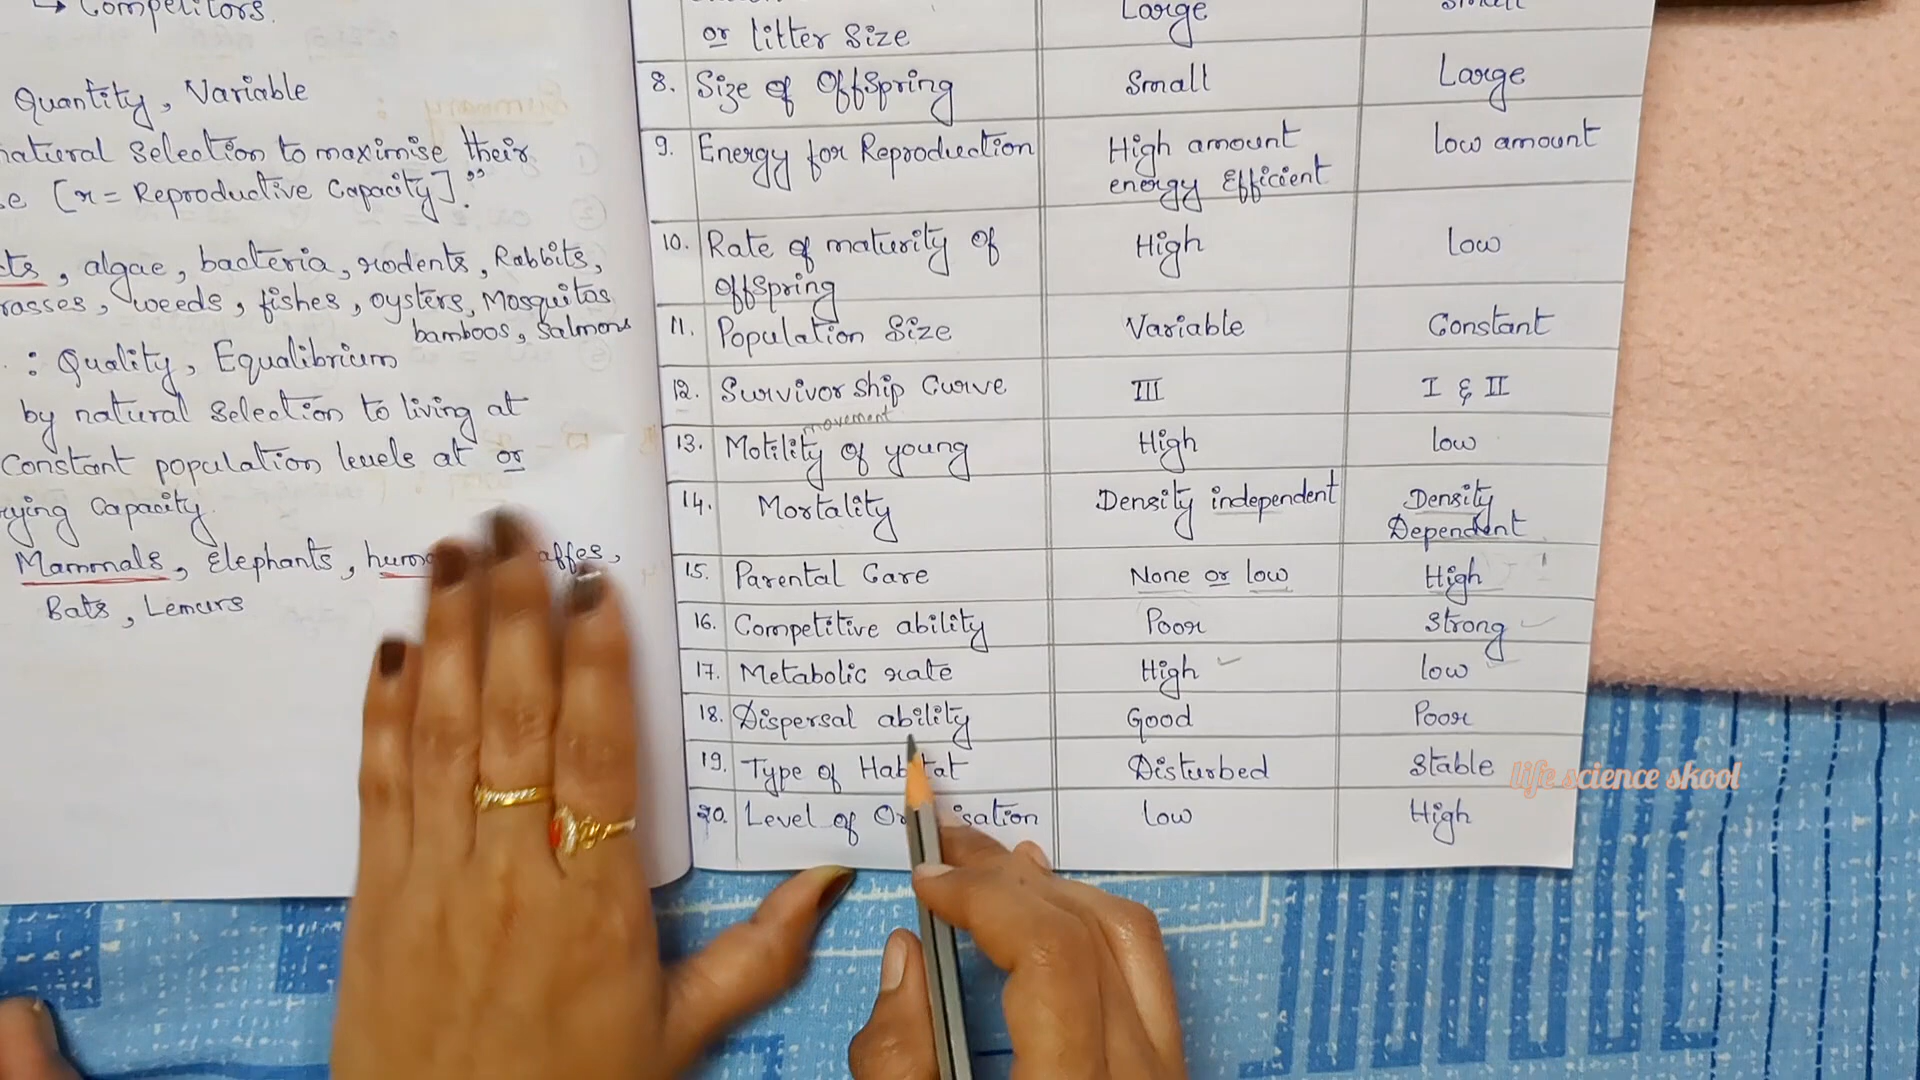 ↳ Competitors.
Quantity, Variable
natural Selection to maximise their
[r = Reproductive Capacity]."
algae, bacteria, rodents, Rabbits,
weeds, fishes, oysters, Mosquitos
bamboos, Salmons
: Quality, Equalibrium
by natural Selection to living at
Constant population levels at or
Capacity.
Mammals, Elephants,
Bats, Lemurs
or litter Size Large
8. Size of Offspring Small Large
9. Energy for Reproduction High amount low amount
energy Efficient
10. Rate of maturity of High low
offspring
11. Population Size Variable Constant
12. Survivor ship Curve III I & II
movement
13. Motility of young High low
14. Mortality Density independent Density
Dependent
15. Parental Care None or low High
16. Competitive ability Poor Strong
17. Metabolic rate High low
18. Dispersal ability Good Poor
19. Type of Disturbed Stable
20. Level of low High
life science skool